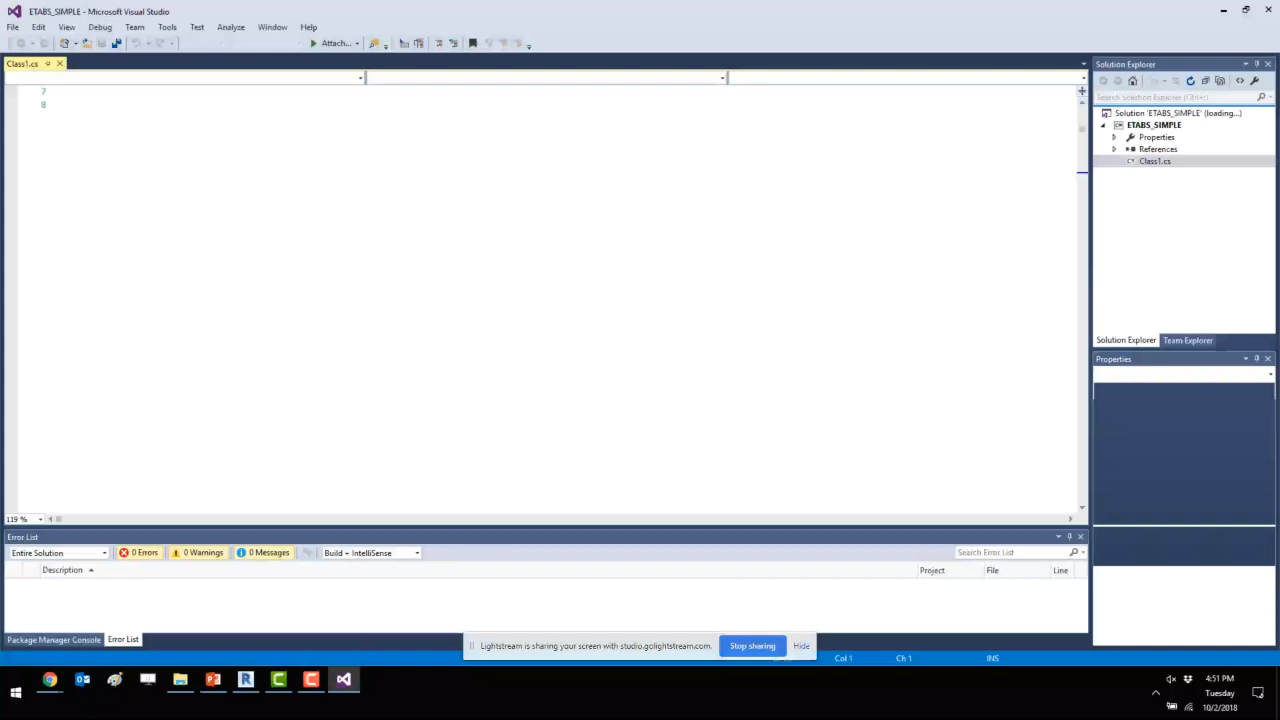 ETABS_SIMPLE - Microsoft Visual Studio
File Edit View Debug Team Tools Test Analyze Window Help
Attach...
Class1.cs
7
8
119 %
Solution Explorer
Search Solution Explorer (Ctrl+;)
Solution 'ETABS_SIMPLE' (loading...)
ETABS_SIMPLE
Properties
References
Class1.cs
Solution Explorer Team Explorer
Properties
Error List
Entire Solution 0 Errors 0 Warnings 0 Messages Build + IntelliSense Search Error List
Description Project File Line
Package Manager Console Error List
Lightstream is sharing your screen with studio.golightstream.com. Stop sharing Hide
Col 1 Ch 1 INS
4:51 PM
Tuesday
10/2/2018